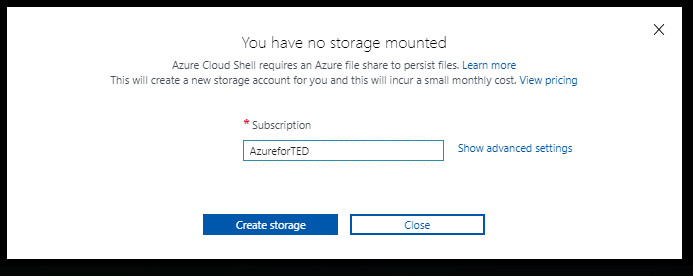 You have no storage mounted
Azure Cloud Shell requires an Azure file share to persist files. Learn more
This will create a new storage account for you and this will incur a small monthly cost. View pricing
* Subscription
AzureforTED
Show advanced settings
Create storage
Close